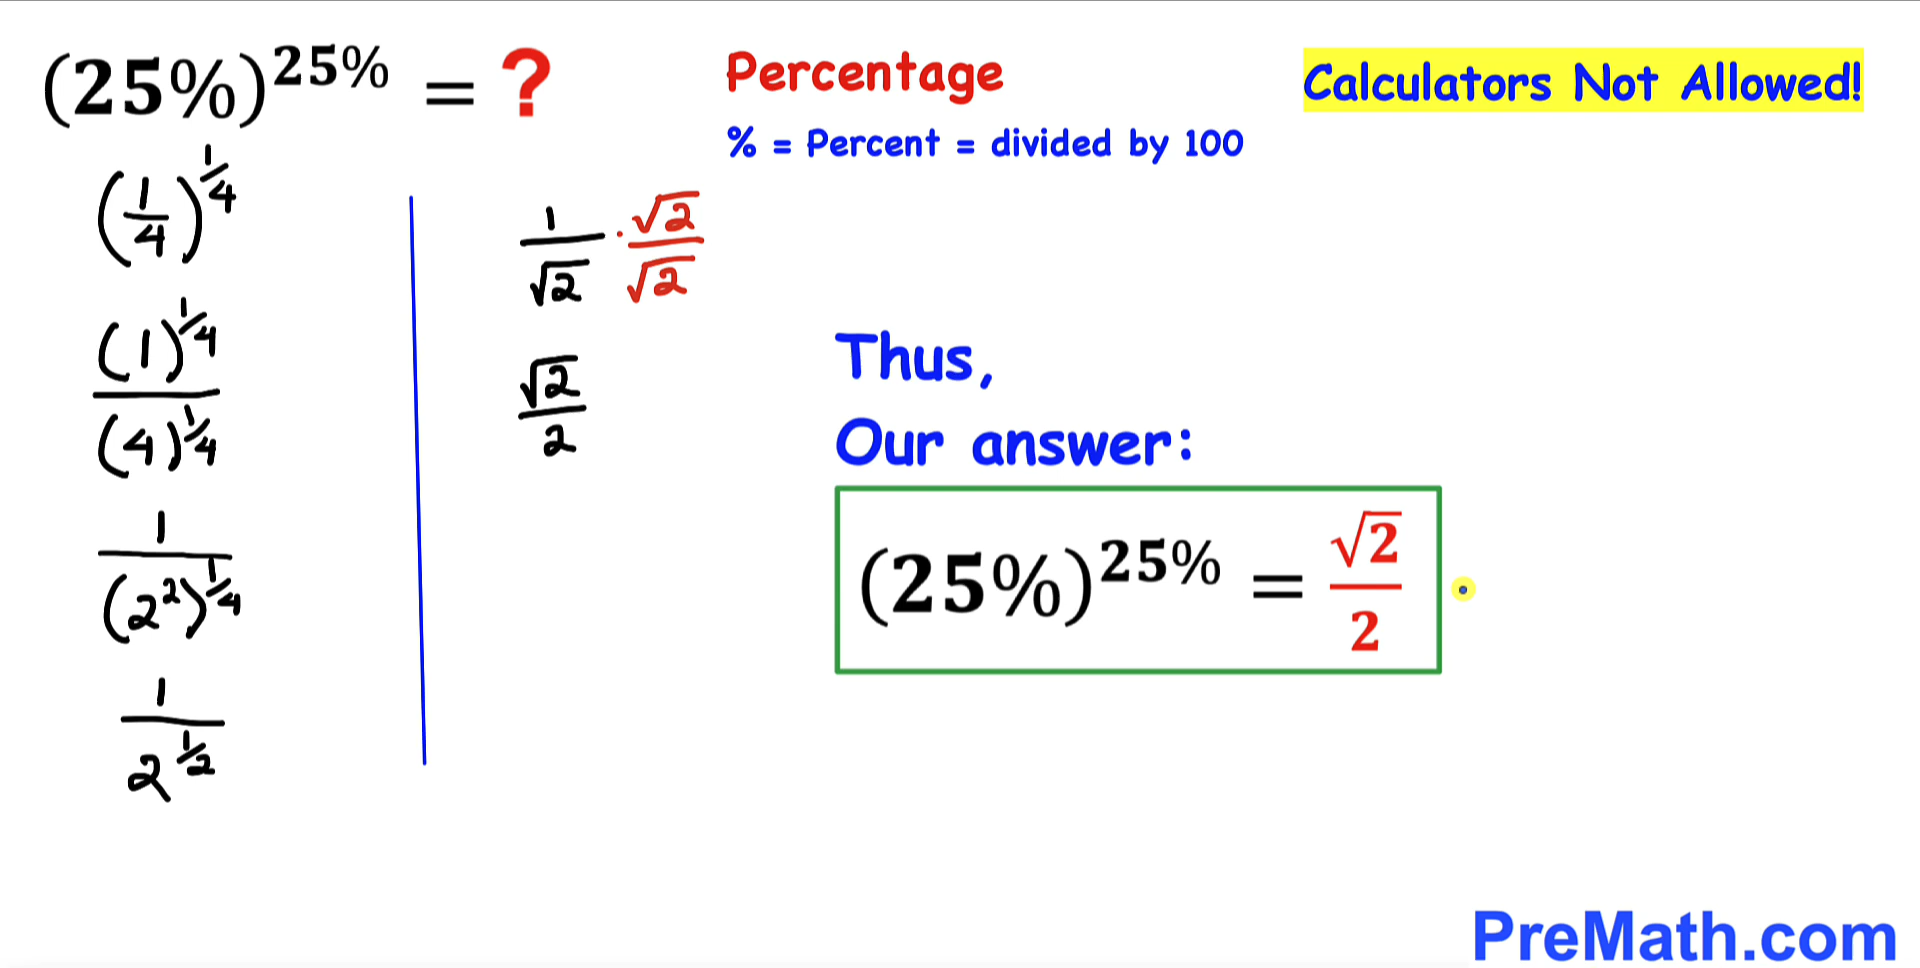 (25%)^25% = ?
Percentage
% = Percent = divided by 100
Calculators Not Allowed!
(1/4)^1/4
(1)^1/4 / (4)^1/4
1 / (2²)^1/4
1 / 2^1/2
1/√2 · √2/√2
√2/2
Thus,
Our answer:
(25%)^25% = √2/2
PreMath.com